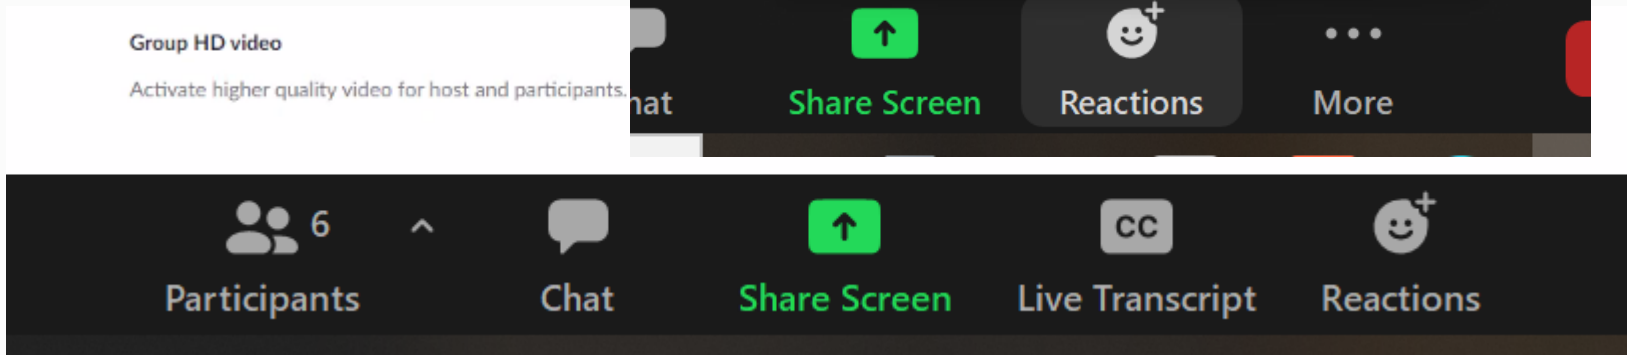 Group HD video
Activate higher quality video for host and participants.
hat
Share Screen
Reactions
More
6
CC
Participants
Chat
Share Screen
Live Transcript
Reactions